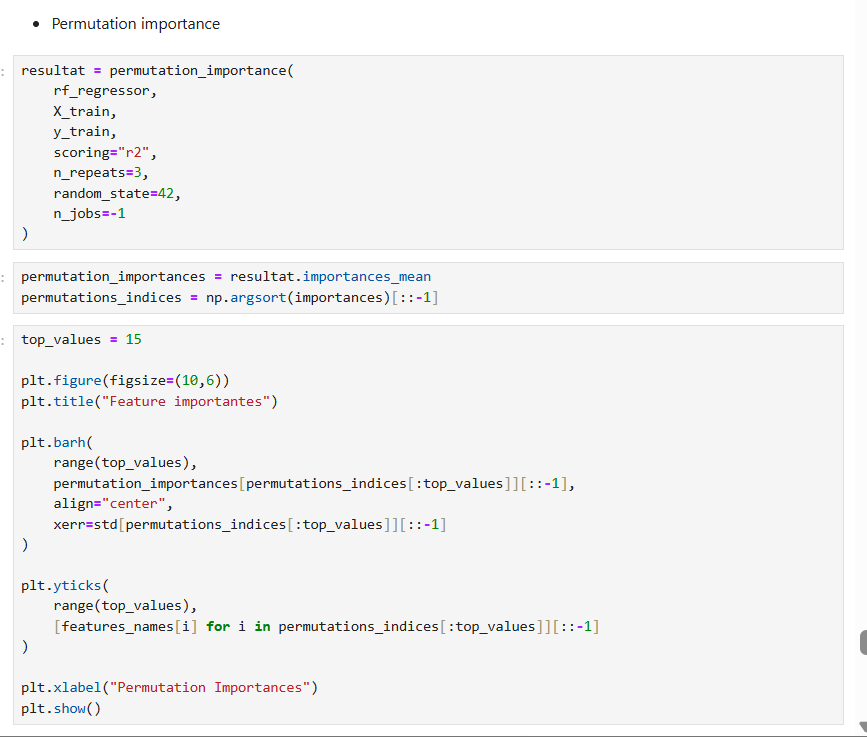 • Permutation importance
:
resultat = permutation_importance(
    rf_regressor,
    X_train,
    y_train,
    scoring="r2",
    n_repeats=3,
    random_state=42,
    n_jobs=-1
)
:
permutation_importances = resultat.importances_mean
permutations_indices = np.argsort(importances)[::-1]
:
top_values = 15

plt.figure(figsize=(10,6))
plt.title("Feature importantes")

plt.barh(
    range(top_values),
    permutation_importances[permutations_indices[:top_values]][::-1],
    align="center",
    xerr=std[permutations_indices[:top_values]][::-1]
)

plt.yticks(
    range(top_values),
    [features_names[i] for i in permutations_indices[:top_values]][::-1]
)

plt.xlabel("Permutation Importances")
plt.show()